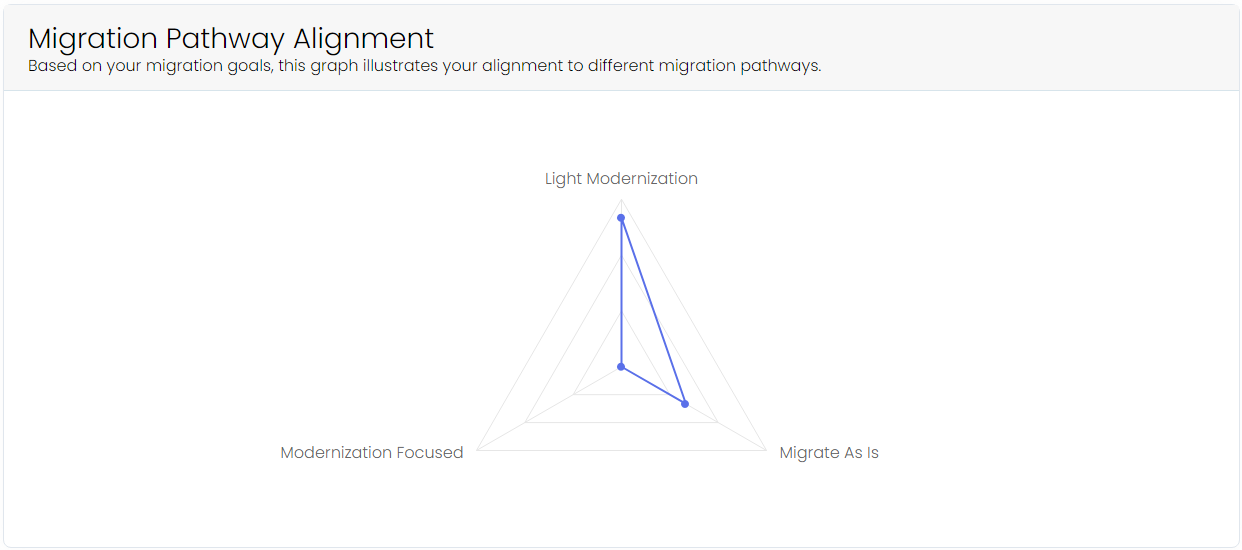 Migration Pathway Alignment
Based on your migration goals, this graph illustrates your alignment to different migration pathways.
Light Modernization
Modernization Focused
Migrate As Is